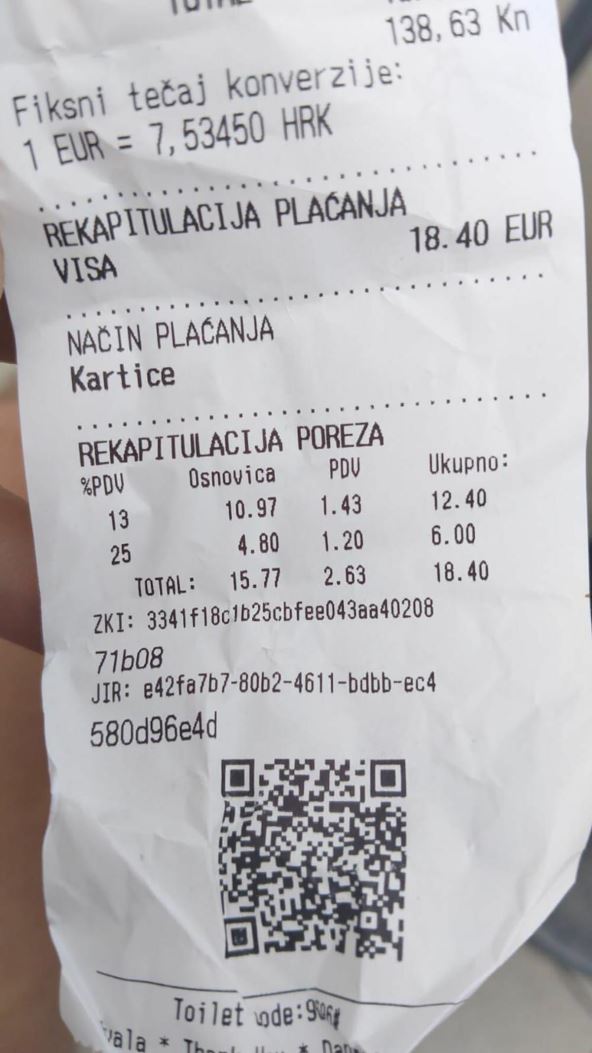 TOTAL
138,63 Kn
Fiksni tečaj konverzije:
1 EUR = 7,53450 HRK
REKAPITULACIJA PLAĆANJA
VISA 18.40 EUR
NAČIN PLAĆANJA
Kartice
REKAPITULACIJA POREZA
%PDV Osnovica PDV Ukupno:
13 10.97 1.43 12.40
25 4.80 1.20 6.00
TOTAL: 15.77 2.63 18.40
ZKI: 3341f18c1b25cbfee043aa40208
71b08
JIR: e42fa7b7-80b2-4611-bdbb-ec4
580d96e4d
Toilet